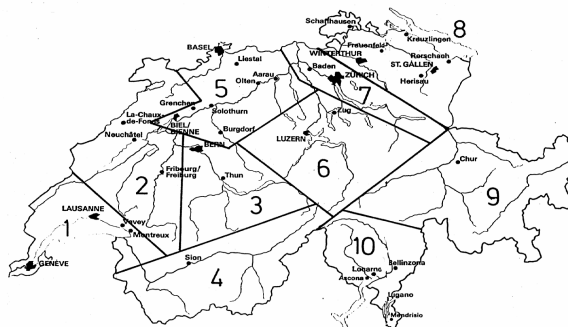 Schaffhausen
8
Kreuzlingen
BASEL
WINTERTHUR
Frauenfeld
Rorschach
Liestal
Baden
ST. GALLEN
Aarau
ZÜRICH
Herisau
Olten
5
7
Grenchen
Solothurn
Zug
La-Chaux-
de-Fonds
BIEL/
BIENNE
Burgdorf
LUZERN
Neuchâtel
BERN
Chur
6
Fribourg/
Freiburg
Thun
2
9
3
LAUSANNE
1
Vevey
Montreux
10
Sion
Bellinzona
GENÈVE
4
Locarno
Ascona
Lugano
Mendrisio